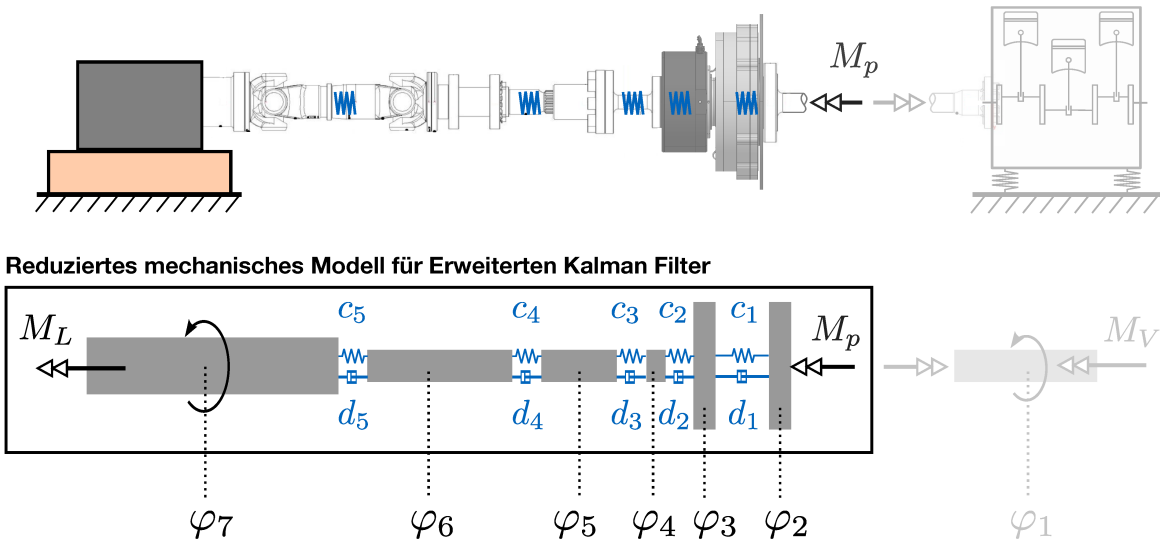 M_p
Reduziertes mechanisches Modell für Erweiterten Kalman Filter
M_L c_5 c_4 c_3 c_2 c_1 M_p M_V
d_5 d_4 d_3 d_2 d_1
φ_7 φ_6 φ_5 φ_4 φ_3 φ_2 φ_1